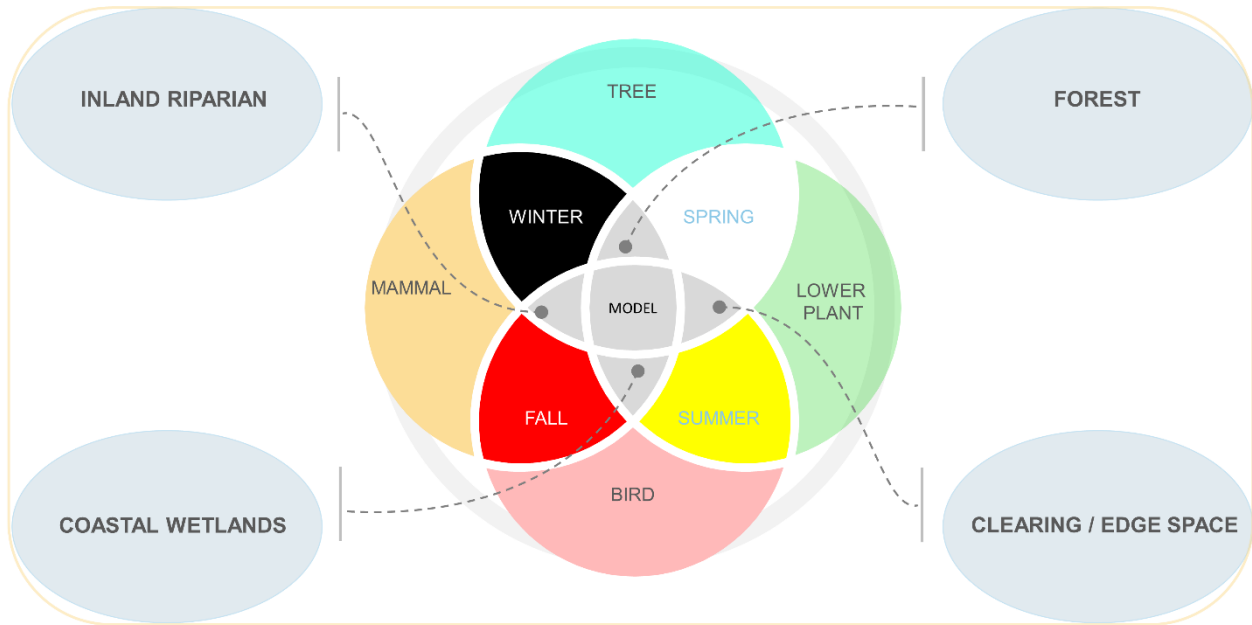 TREE
INLAND RIPARIAN
FOREST
WINTER
SPRING
MAMMAL
LOWER
PLANT
MODEL
FALL
SUMMER
BIRD
COASTAL WETLANDS
CLEARING / EDGE SPACE